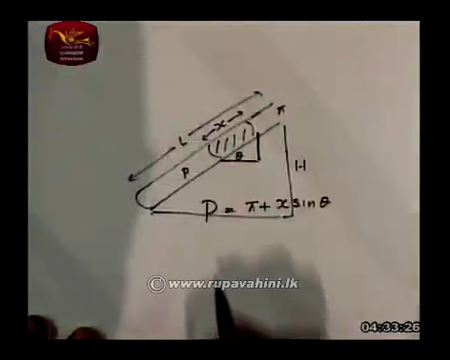 L
x
π
P
θ
H
P = π + x sin θ
© www.rupavahini.lk
04:33:26